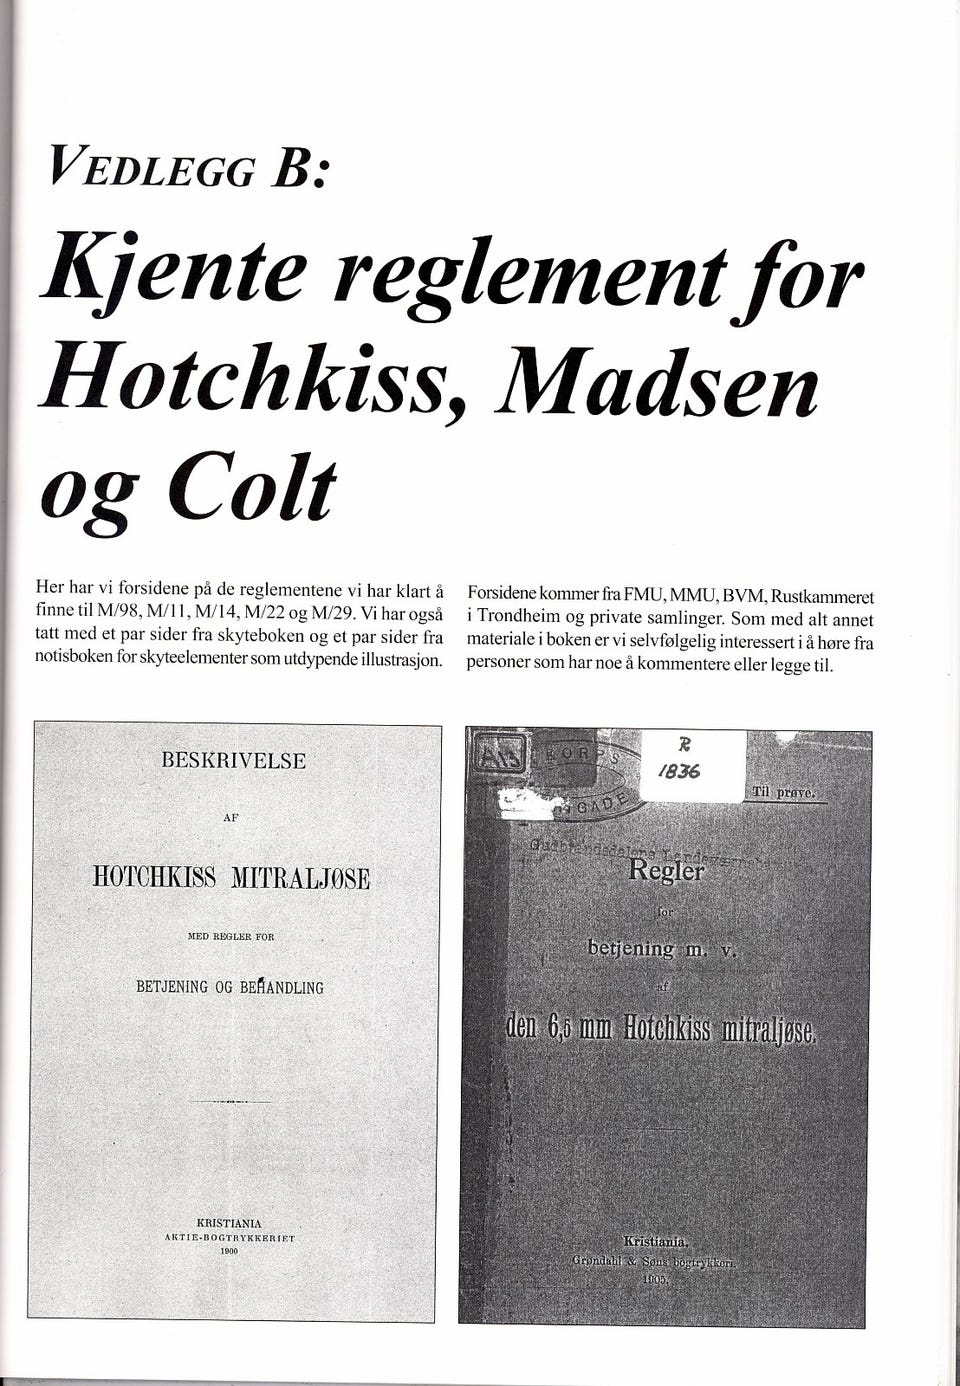 VEDLEGG B:
Kjente reglement for
Hotchkiss, Madsen
og Colt
Her har vi forsidene på de reglementene vi har klart å
finne til M/98, M/11, M/14, M/22 og M/29. Vi har også
tatt med et par sider fra skyteboken og et par sider fra
notisboken for skyteelementer som utdypende illustrasjon.
Forsidene kommer fra FMU, MMU, BVM, Rustkammeret
i Trondheim og private samlinger. Som med alt annet
materiale i boken er vi selvfølgelig interessert i å høre fra
personer som har noe å kommentere eller legge til.
BESKRIVELSE
AF
HOTCHKISS MITRALJØSE
MED REGLER FOR
BETJENING OG BEHANDLING
KRISTIANIA
AKTIE-BOGTRYKKERIET
1900
KORPS
R
1836
Til prøve.
Regler
for
betjening m. v.
af
den 6,5 mm Hotchkiss mitraljøse.
Kristiania.
Grøndahl & Søns bogtrykkeri.
1905.